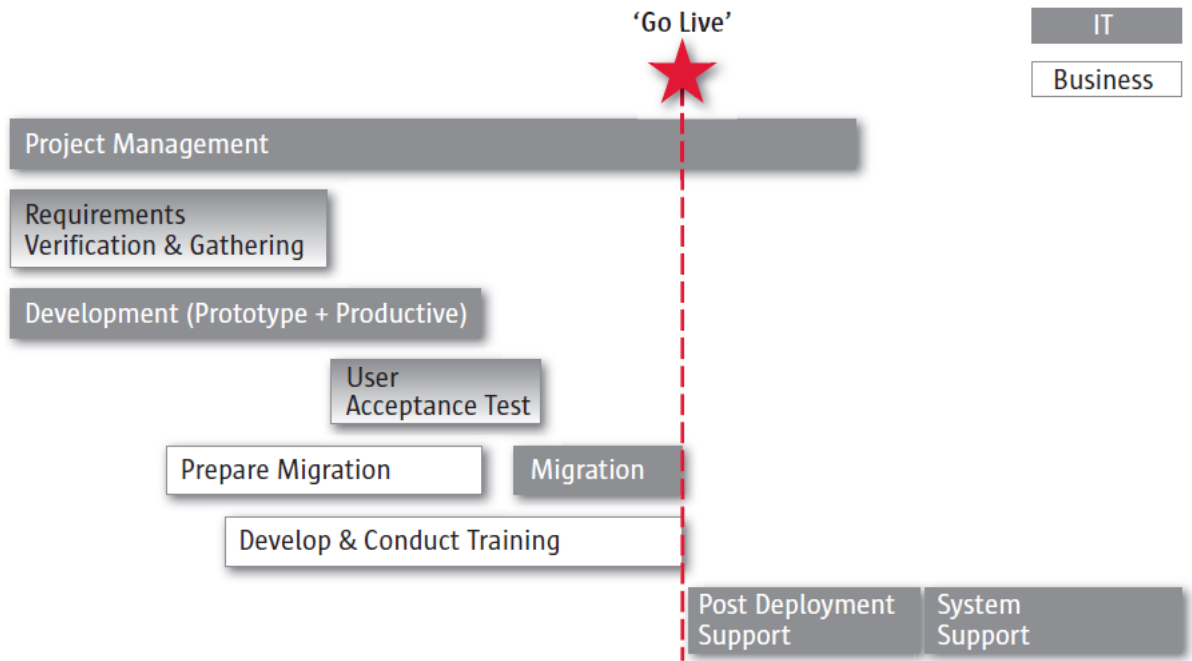 ‘Go Live’
IT
Business
Project Management
Requirements
Verification & Gathering
Development (Prototype + Productive)
User
Acceptance Test
Prepare Migration
Migration
Develop & Conduct Training
Post Deployment
Support
System
Support